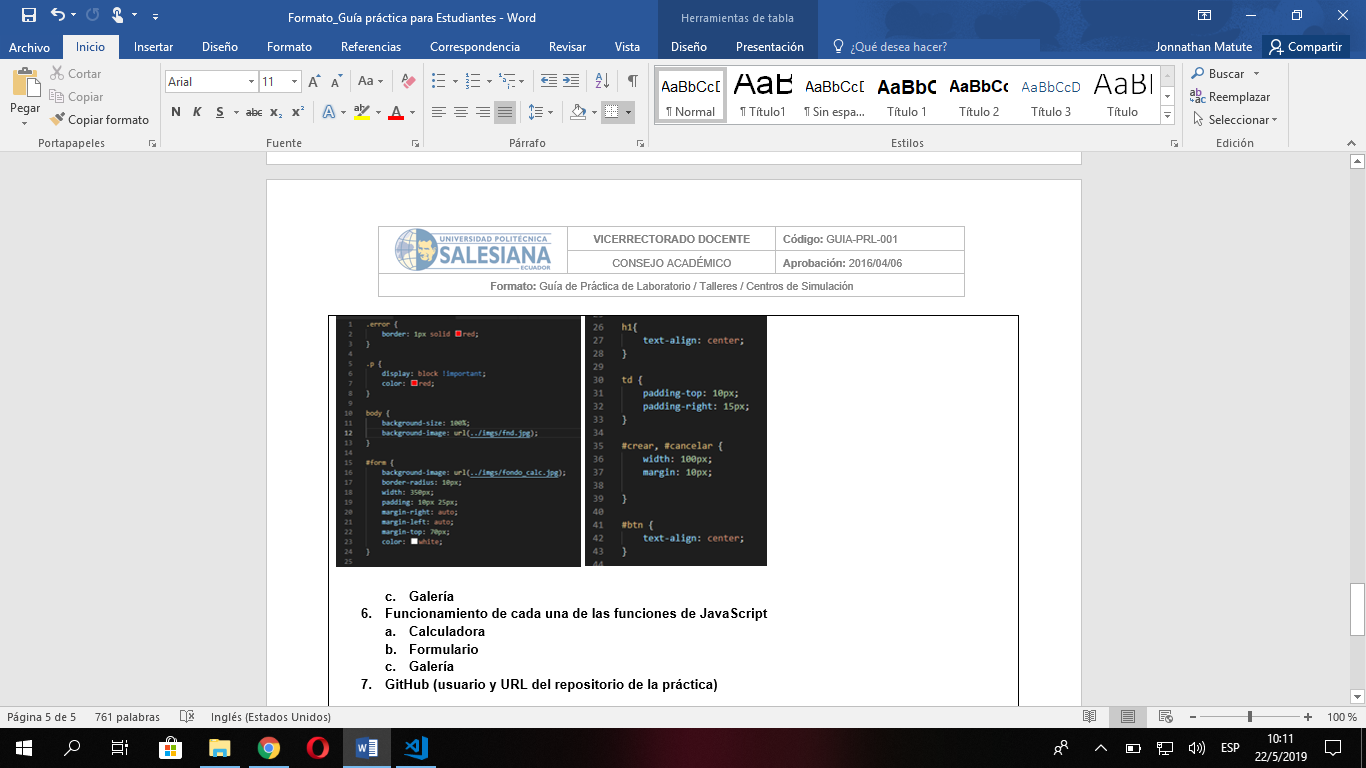 Formato_Guía práctica para Estudiantes - Word
Herramientas de tabla
Archivo Inicio Insertar Diseño Formato Referencias Correspondencia Revisar Vista Diseño Presentación ¿Qué desea hacer? Jonnathan Matute Compartir
Pegar
Cortar
Copiar
Copiar formato
Portapapeles
Arial 11
N K S abc x₂ x²
Fuente
Párrafo
AaBbCcI ¶ Normal
AaB ¶ Título1
AaBbCcD ¶ Sin espa...
AaBbC Título 1
AaBbCc Título 2
AaBbCcD Título 3
AaBl Título
Estilos
Buscar
Reemplazar
Seleccionar
Edición
UNIVERSIDAD POLITÉCNICA
SALESIANA
ECUADOR
VICERRECTORADO DOCENTE
Código: GUIA-PRL-001
CONSEJO ACADÉMICO
Aprobación: 2016/04/06
Formato: Guía de Práctica de Laboratorio / Talleres / Centros de Simulación
1 .error {
2 border: 1px solid red;
3 }
4
5 .p {
6 display: block !important;
7 color: red;
8 }
9
10 body {
11 background-size: 100%;
12 background-image: url(../imgs/fnd.jpg);
13 }
14
15 #form {
16 background-image: url(../imgs/fondo_calc.jpg);
17 border-radius: 10px;
18 width: 350px;
19 padding: 10px 25px;
20 margin-right: auto;
21 margin-left: auto;
22 margin-top: 70px;
23 color: white;
24 }
25
26 h1{
27 text-align: center;
28 }
29
30 td {
31 padding-top: 10px;
32 padding-right: 15px;
33 }
34
35 #crear, #cancelar {
36 width: 100px;
37 margin: 10px;
38
39 }
40
41 #btn {
42 text-align: center;
43 }
44
c. Galería
6. Funcionamiento de cada una de las funciones de JavaScript
a. Calculadora
b. Formulario
c. Galería
7. GitHub (usuario y URL del repositorio de la práctica)
Página 5 de 5 761 palabras Inglés (Estados Unidos) 100 %
ESP
10:11
22/5/2019